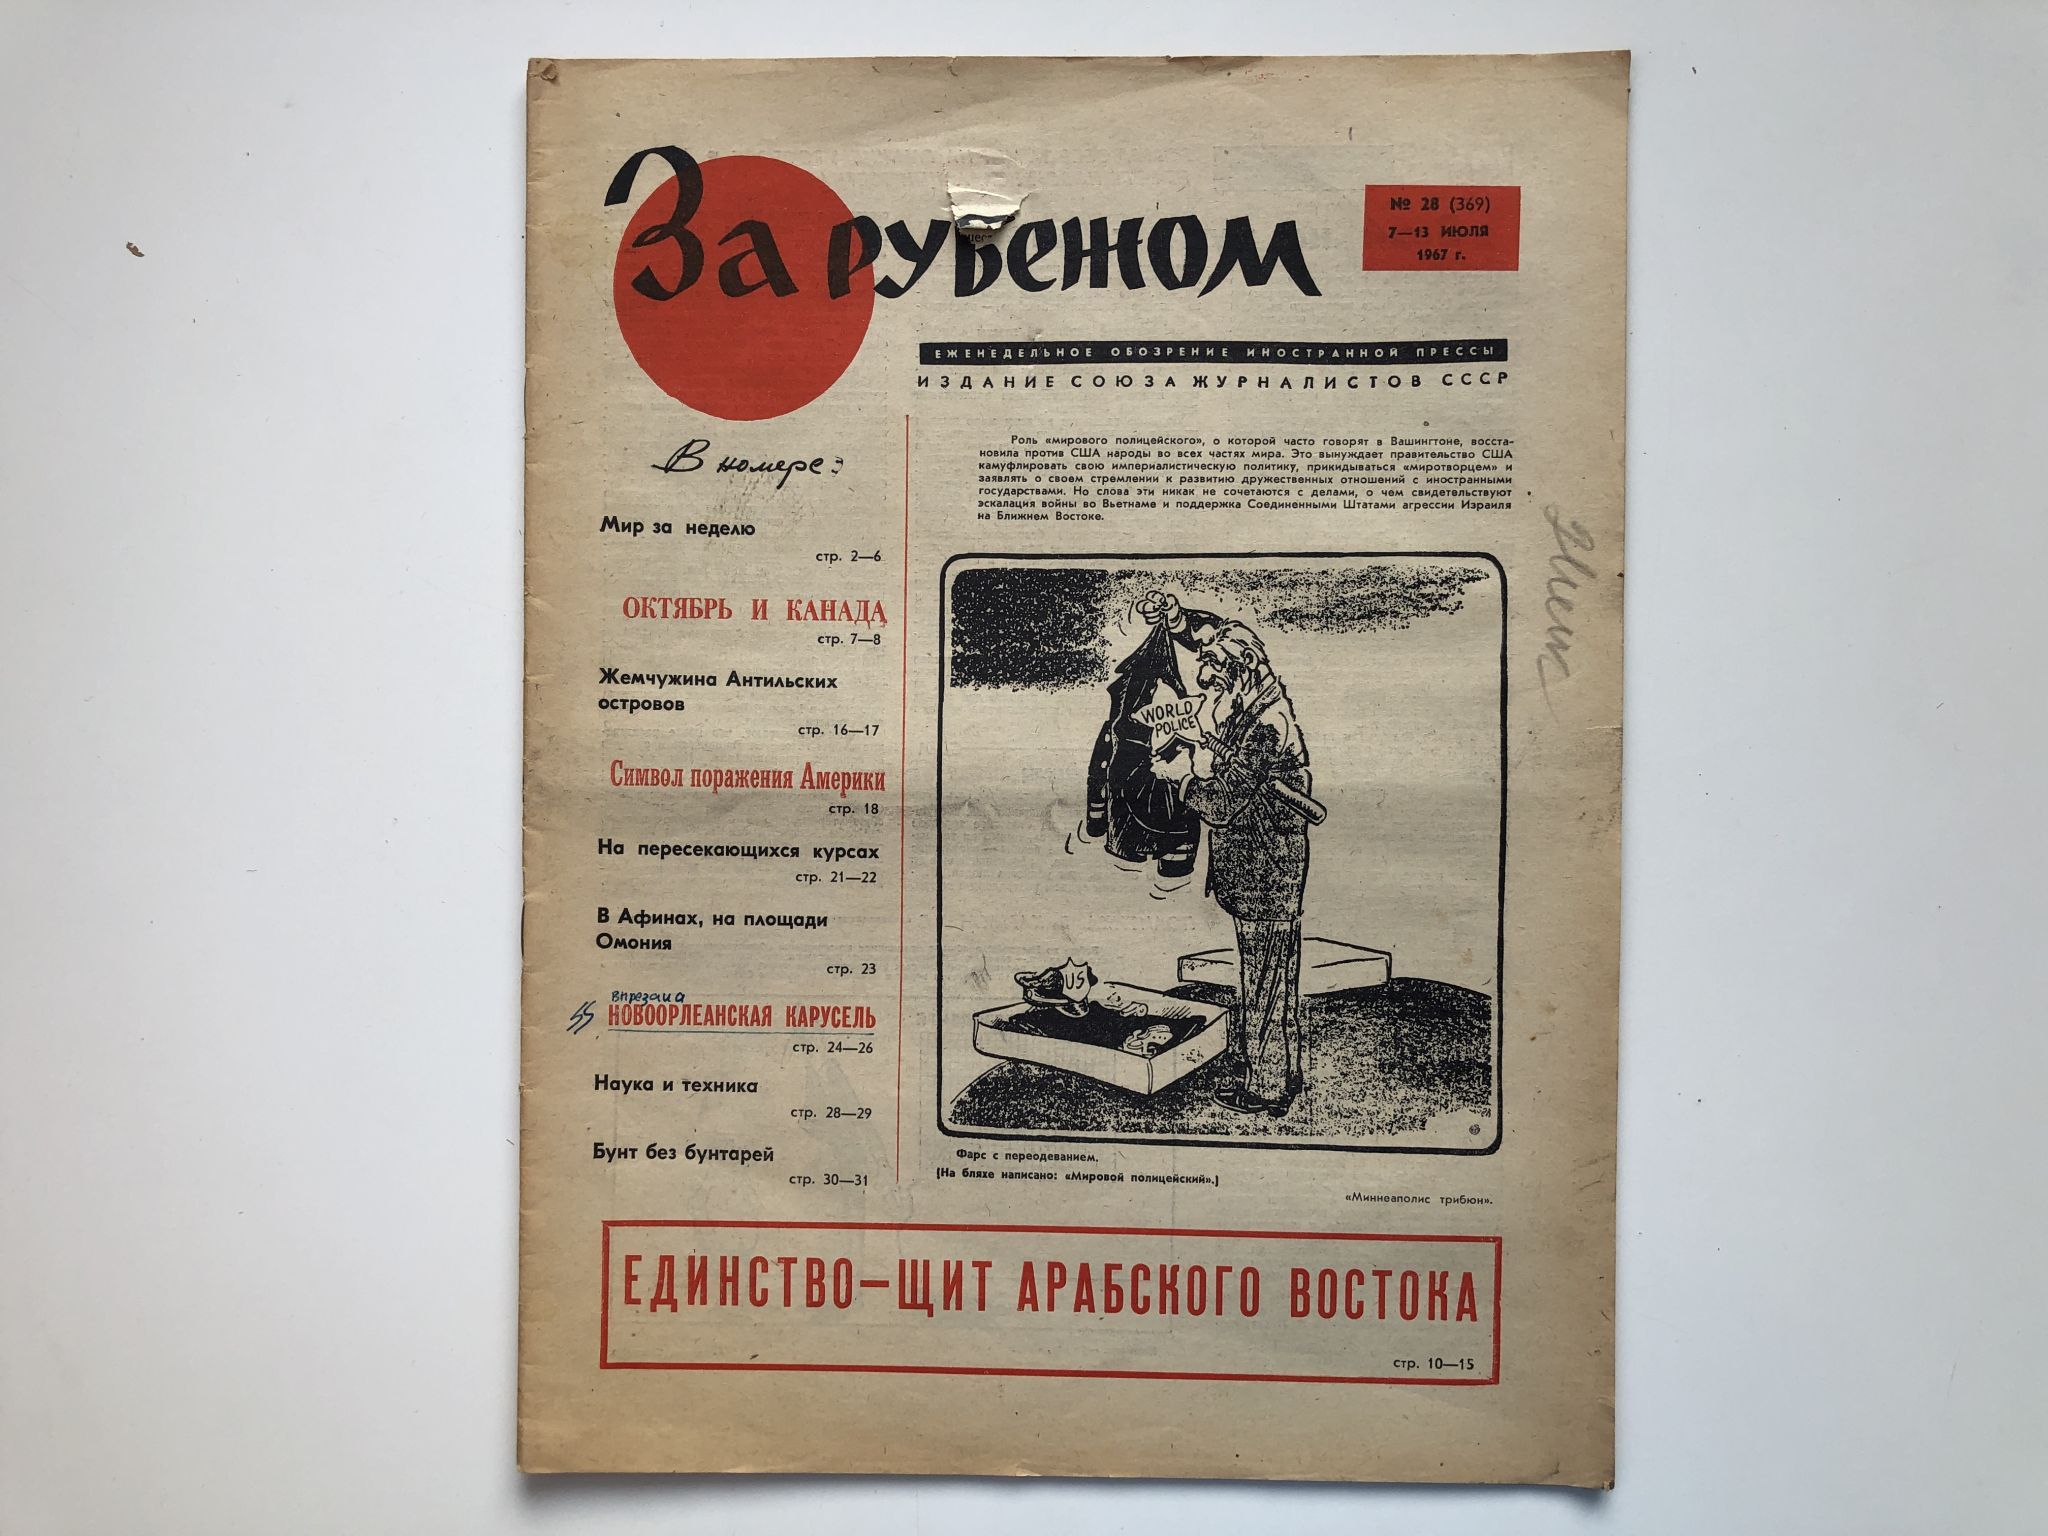 За рубежом
№ 28 (369)
7—13 ИЮЛЯ
1967 г.
ЕЖЕНЕДЕЛЬНОЕ ОБОЗРЕНИЕ ИНОСТРАННОЙ ПРЕССЫ
ИЗДАНИЕ СОЮЗА ЖУРНАЛИСТОВ СССР
В номере:
Мир за неделю
стр. 2—6
ОКТЯБРЬ И КАНАДА
стр. 7—8
Жемчужина Антильских
островов
стр. 16—17
Символ поражения Америки
стр. 18
На пересекающихся курсах
стр. 21—22
В Афинах, на площади
Омония
стр. 23
вырезана
НОВООРЛЕАНСКАЯ КАРУСЕЛЬ
стр. 24—26
Наука и техника
стр. 28—29
Бунт без бунтарей
стр. 30—31
Роль «мирового полицейского», о которой часто говорят в Вашингтоне, восста-
новила против США народы во всех частях мира. Это вынуждает правительство США
камуфлировать свою империалистическую политику, прикидываться «миротворцем» и
заявлять о своем стремлении к развитию дружественных отношений с иностранными
государствами. Но слова эти никак не сочетаются с делами, о чем свидетельствуют
эскалация войны во Вьетнаме и поддержка Соединенными Штатами агрессии Израиля
на Ближнем Востоке.
WORLD
POLICE
US
Фарс с переодеванием.
(На бляхе написано: «Мировой полицейский».)
«Миннеаполис трибюн».
ЕДИНСТВО—ЩИТ АРАБСКОГО ВОСТОКА
стр. 10—15